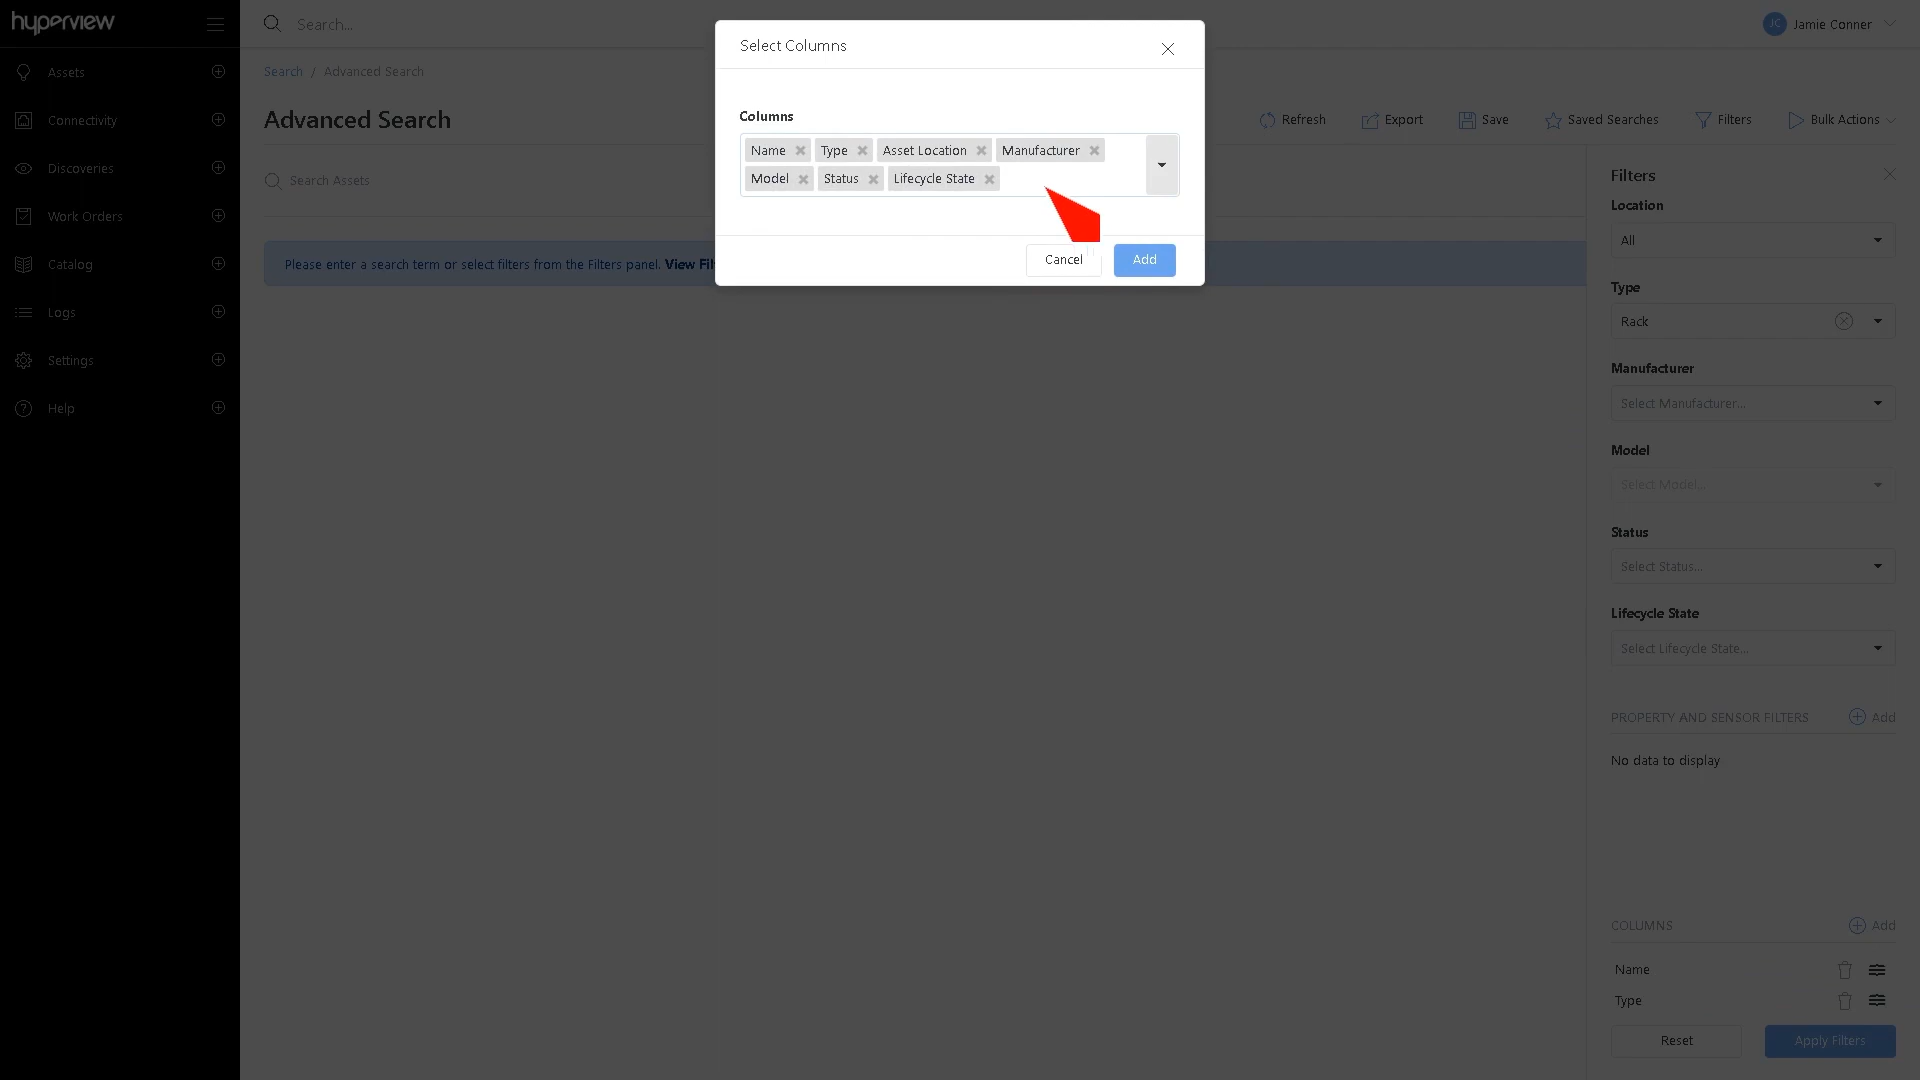 hyperview
Search...
JC Jamie Conner
Assets
Connectivity
Discoveries
Work Orders
Catalog
Logs
Settings
Help
Search / Advanced Search
Advanced Search
Refresh
Export
Save
Saved Searches
Filters
Bulk Actions
Search Assets
Please enter a search term or select filters from the Filters panel. View Fil
Select Columns
Columns
Name Type Asset Location Manufacturer
Model Status Lifecycle State
Cancel
Add
Filters
Location
All
Type
Rack
Manufacturer
Select Manufacturer...
Model
Select Model...
Status
Select Status...
Lifecycle State
Select Lifecycle State...
PROPERTY AND SENSOR FILTERS
Add
No data to display
COLUMNS
Add
Name
Type
Reset
Apply Filters